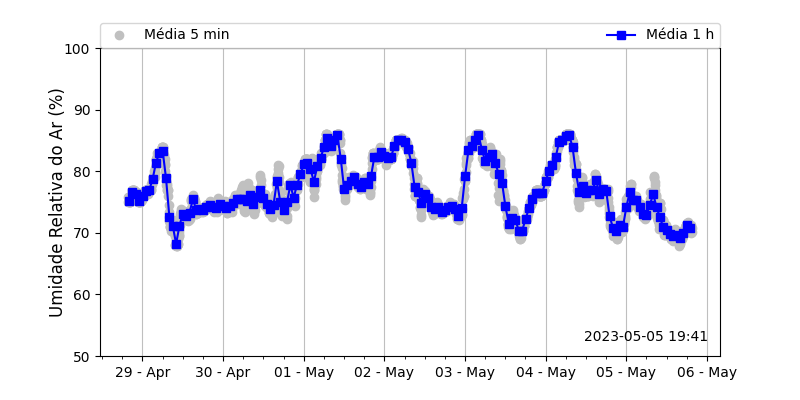 Média 5 min
Média 1 h
Umidade Relativa do Ar (%)
100
90
80
70
60
50
2023-05-05 19:41
29 - Apr
30 - Apr
01 - May
02 - May
03 - May
04 - May
05 - May
06 - May